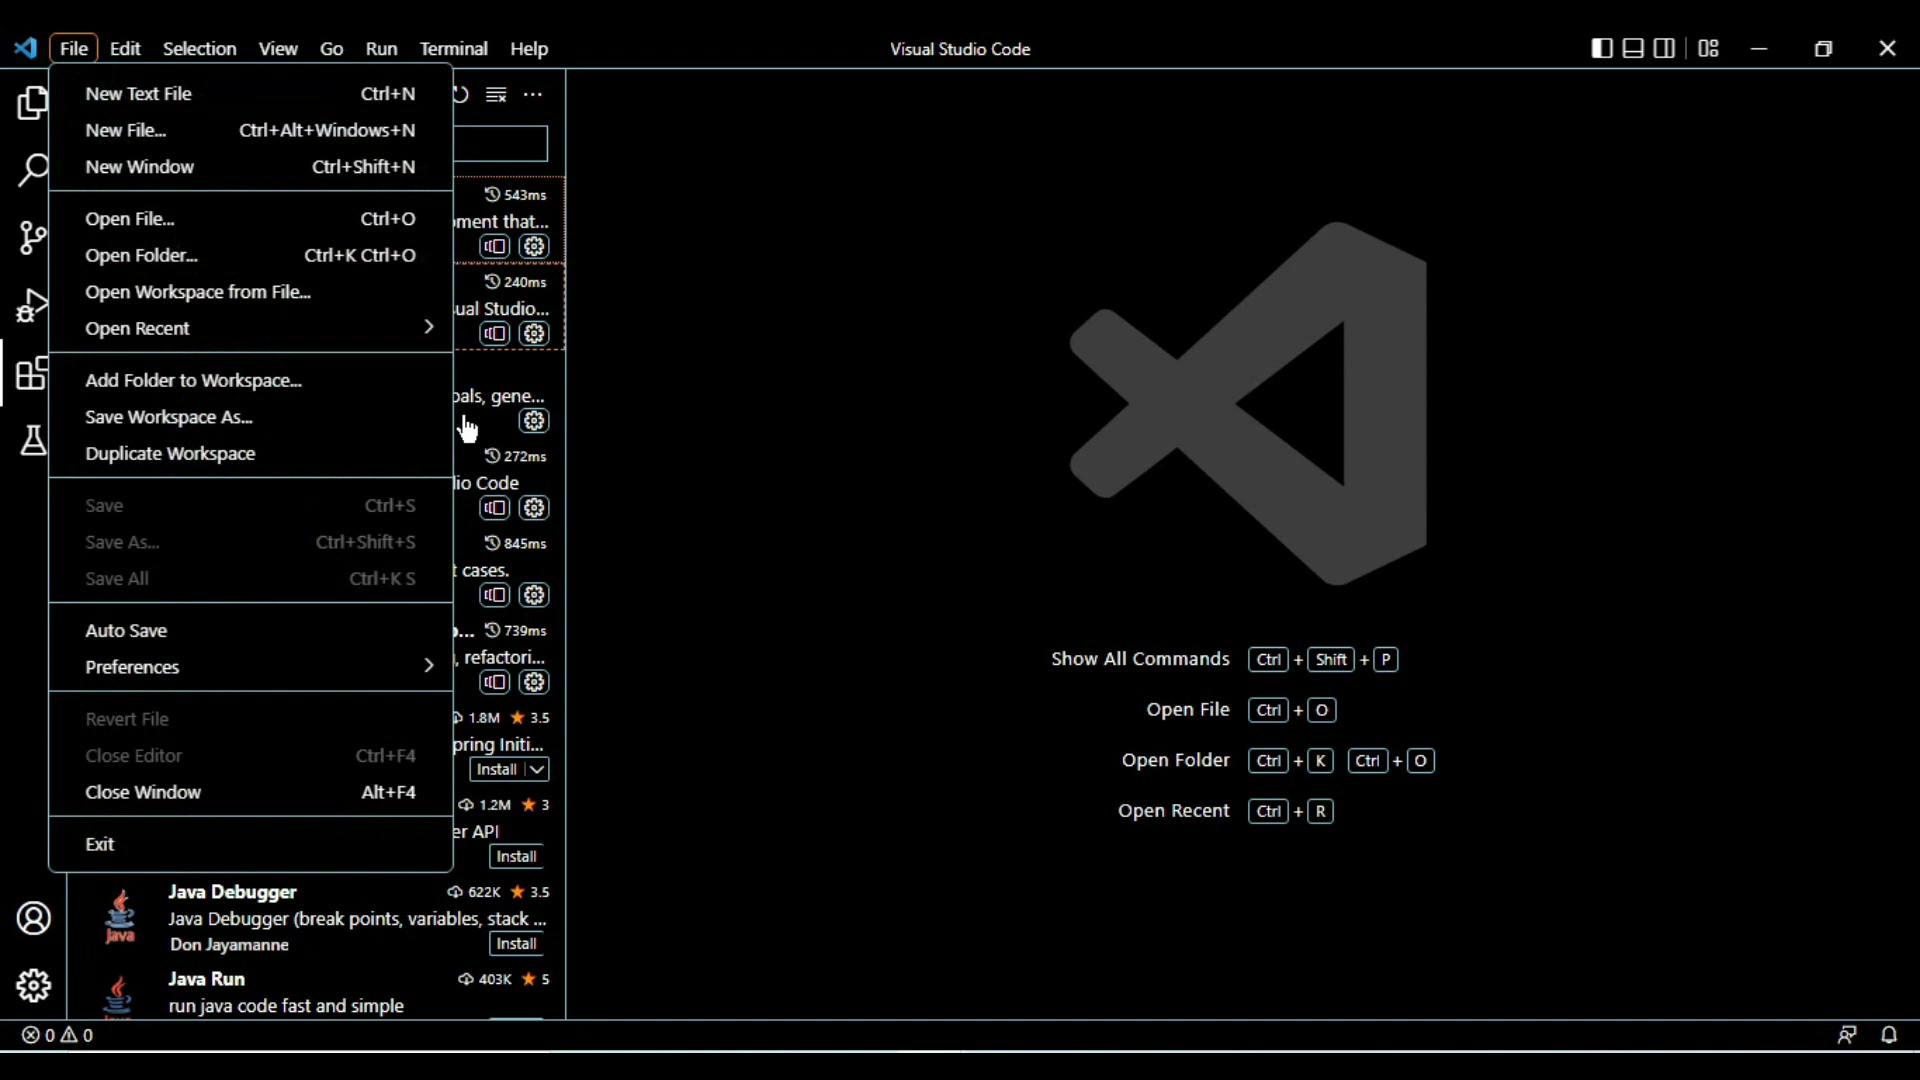 File Edit Selection View Go Run Terminal Help
Visual Studio Code
New Text File Ctrl+N
New File... Ctrl+Alt+Windows+N
New Window Ctrl+Shift+N
Open File... Ctrl+O
Open Folder... Ctrl+K Ctrl+O
Open Workspace from File...
Open Recent
Add Folder to Workspace...
Save Workspace As...
Duplicate Workspace
Save Ctrl+S
Save As... Ctrl+Shift+S
Save All Ctrl+K S
Auto Save
Preferences
Revert File
Close Editor Ctrl+F4
Close Window Alt+F4
Exit
543ms
that...
240ms
Studio...
gene...
272ms
Code
845ms
cases.
... 739ms
, refactori...
1.8M 3.5
Initi...
Install
1.2M 3
API
Install
Java Debugger 622K 3.5
Java Debugger (break points, variables, stack ...
Don Jayamanne Install
Java Run 403K 5
run java code fast and simple
Show All Commands Ctrl + Shift + P
Open File Ctrl + O
Open Folder Ctrl + K Ctrl + O
Open Recent Ctrl + R
0 0